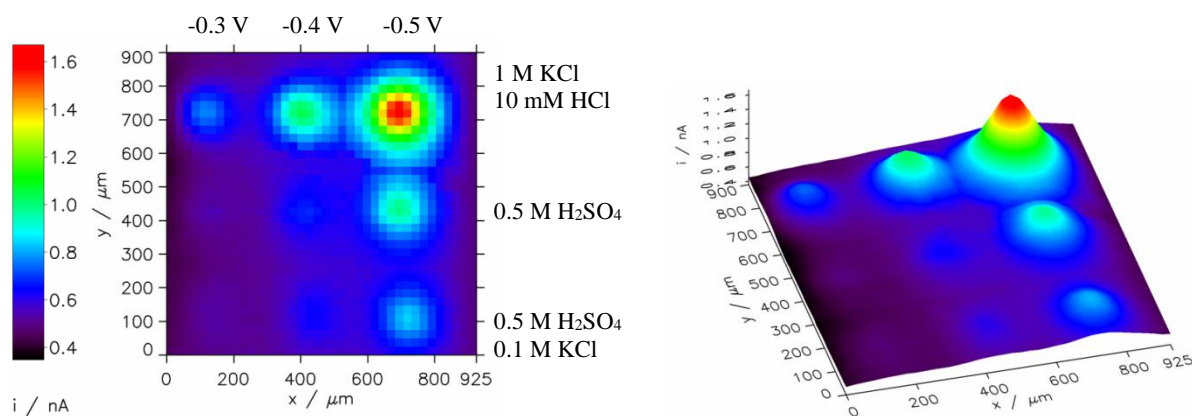 -0.3 V -0.4 V -0.5 V
1.6
1.4
1.2
1.0
0.8
0.6
0.4
i / nA
900
800
700
600
500
400
300
200
100
0
y / μm
0 200 400 600 800 925
x / μm
1 M KCl
10 mM HCl
0.5 M H₂SO₄
0.5 M H₂SO₄
0.1 M KCl
i / nA
900
800
700
600
500
400
300
200
100
0
y / μm
0 200 400 600 800 925
x / μm